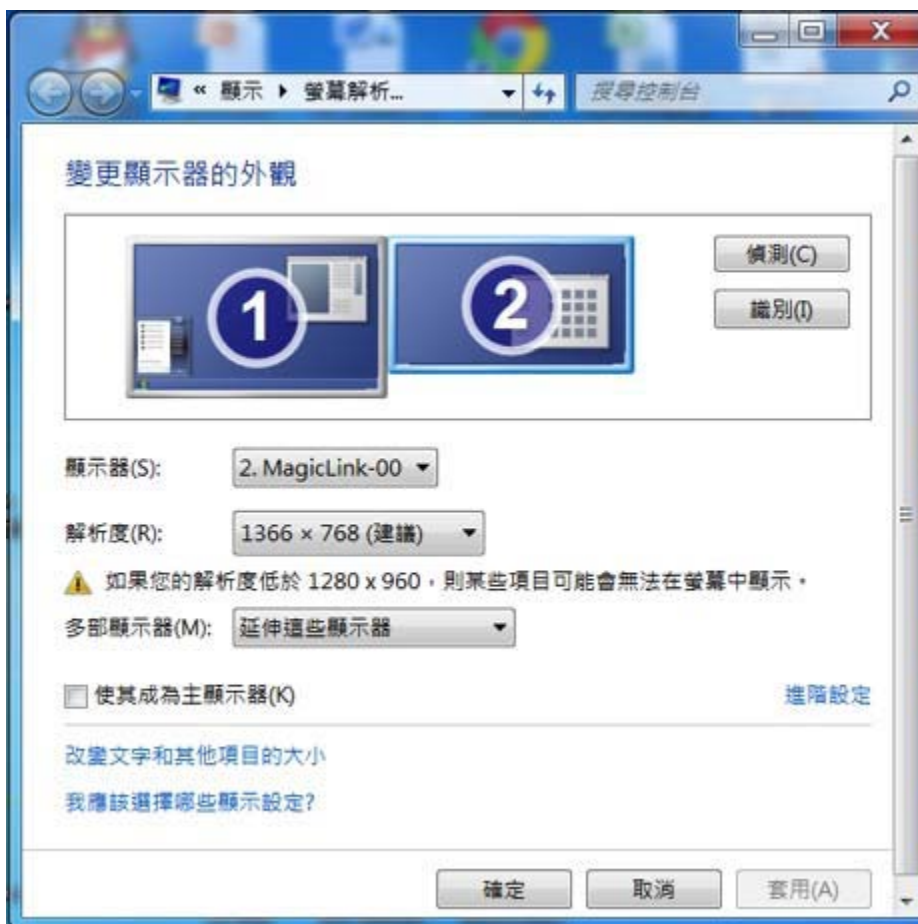 « 顯示 ▸ 螢幕解析... 搜尋控制台
變更顯示器的外觀
1 2
偵測(C)
識別(I)
顯示器(S): 2. MagicLink-00
解析度(R): 1366 × 768 (建議)
如果您的解析度低於 1280 x 960，則某些項目可能會無法在螢幕中顯示。
多部顯示器(M): 延伸這些顯示器
使其成為主顯示器(K) 進階設定
改變文字和其他項目的大小
我應該選擇哪些顯示設定?
確定 取消 套用(A)